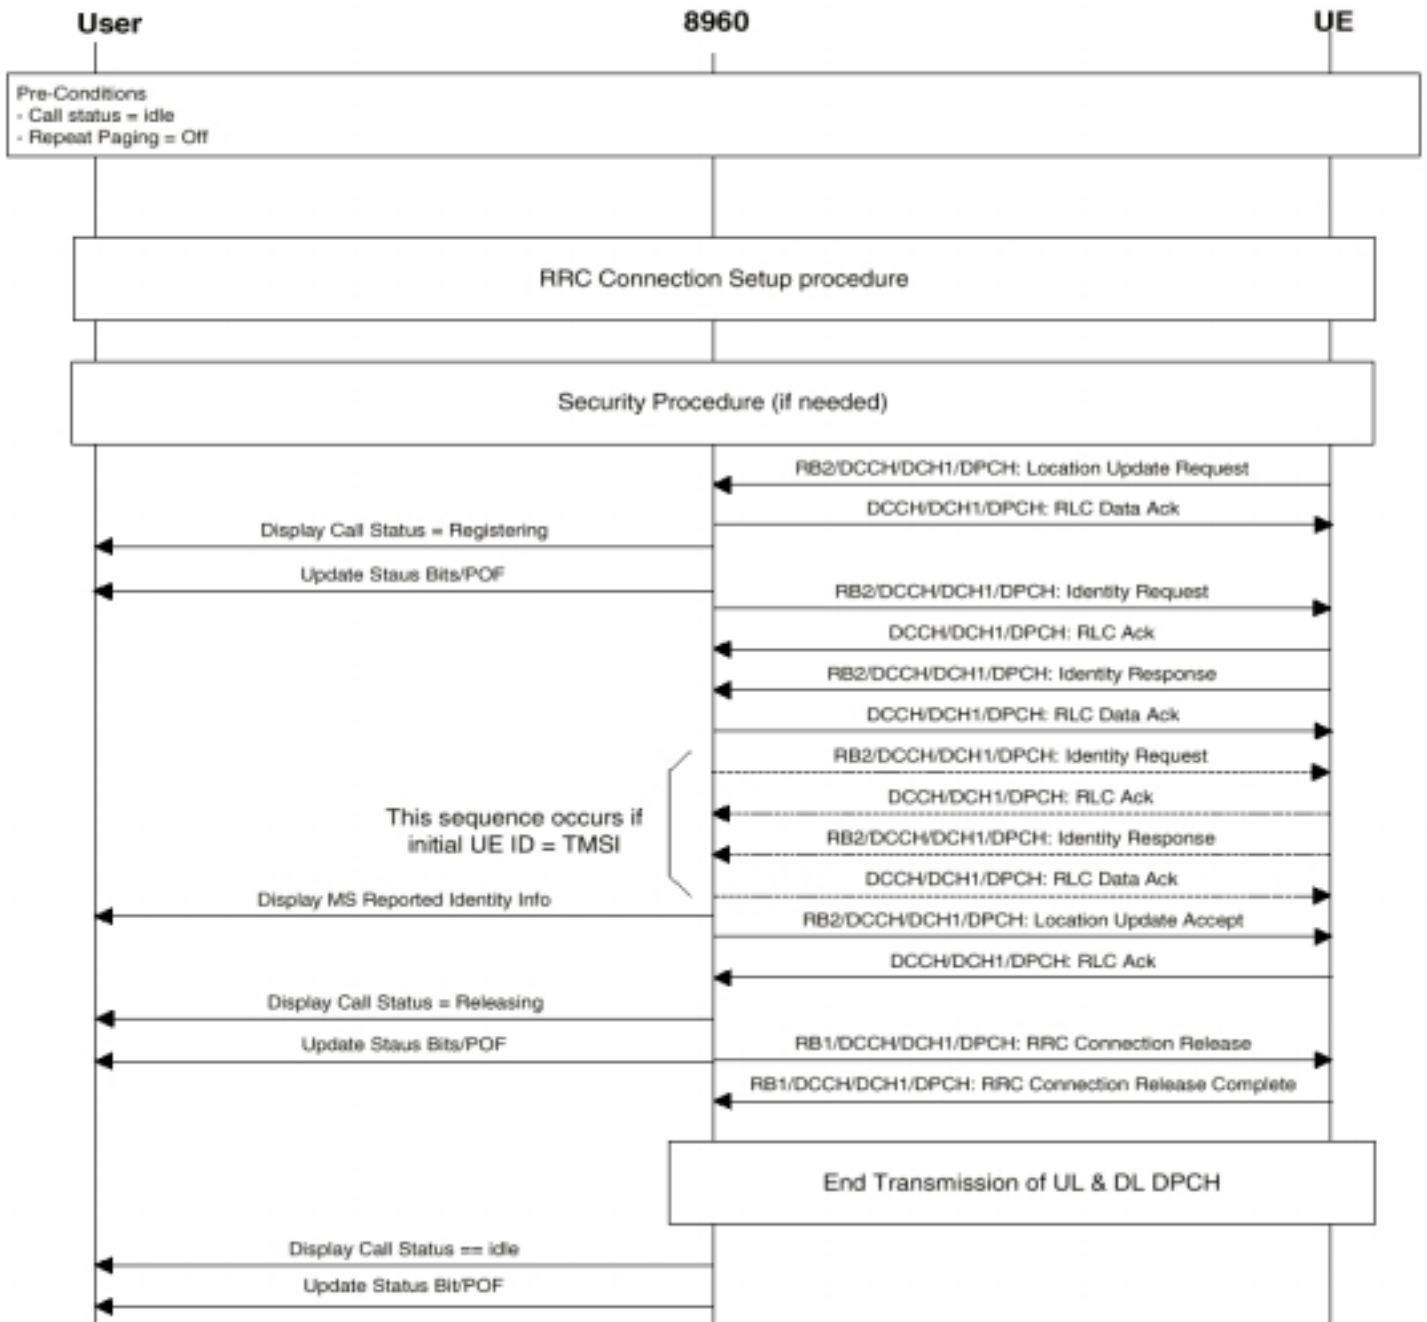 User
8960
UE
Pre-Conditions
- Call status = idle
- Repeat Paging = Off
RRC Connection Setup procedure
Security Procedure (if needed)
RB2/DCCH/DCH1/DPCH: Location Update Request
DCCH/DCH1/DPCH: RLC Data Ack
Display Call Status = Registering
Update Staus Bits/POF
RB2/DCCH/DCH1/DPCH: Identity Request
DCCH/DCH1/DPCH: RLC Ack
RB2/DCCH/DCH1/DPCH: Identity Response
DCCH/DCH1/DPCH: RLC Data Ack
RB2/DCCH/DCH1/DPCH: Identity Request
DCCH/DCH1/DPCH: RLC Ack
This sequence occurs if
initial UE ID = TMSI
RB2/DCCH/DCH1/DPCH: Identity Response
DCCH/DCH1/DPCH: RLC Data Ack
Display MS Reported Identity Info
RB2/DCCH/DCH1/DPCH: Location Update Accept
DCCH/DCH1/DPCH: RLC Ack
Display Call Status = Releasing
Update Staus Bits/POF
RB1/DCCH/DCH1/DPCH: RRC Connection Release
RB1/DCCH/DCH1/DPCH: RRC Connection Release Complete
End Transmission of UL & DL DPCH
Display Call Status == idle
Update Status Bit/POF